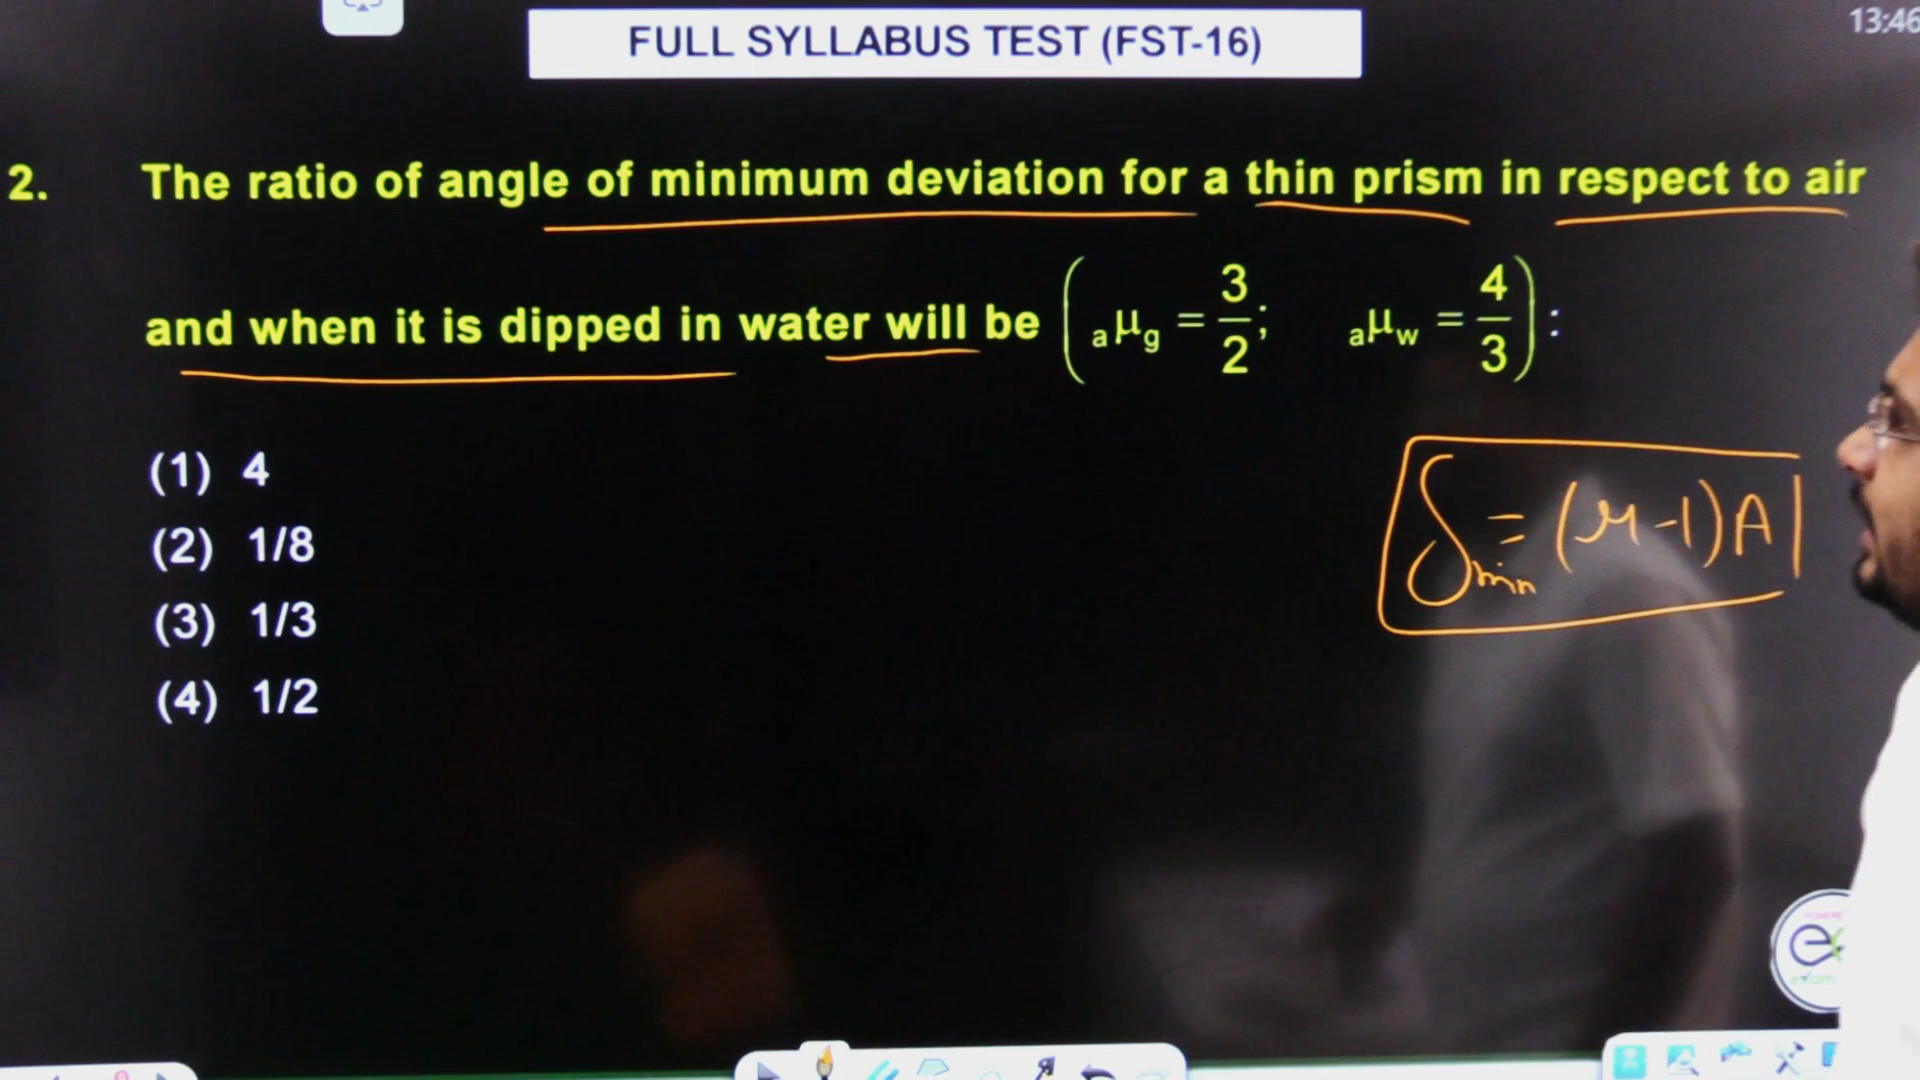 FULL SYLLABUS TEST (FST-16)
13:46
2. The ratio of angle of minimum deviation for a thin prism in respect to air
and when it is dipped in water will be ( aμg = 3/2; aμw = 4/3 ) :
(1) 4
(2) 1/8
(3) 1/3
(4) 1/2
δmin = (μ-1)A